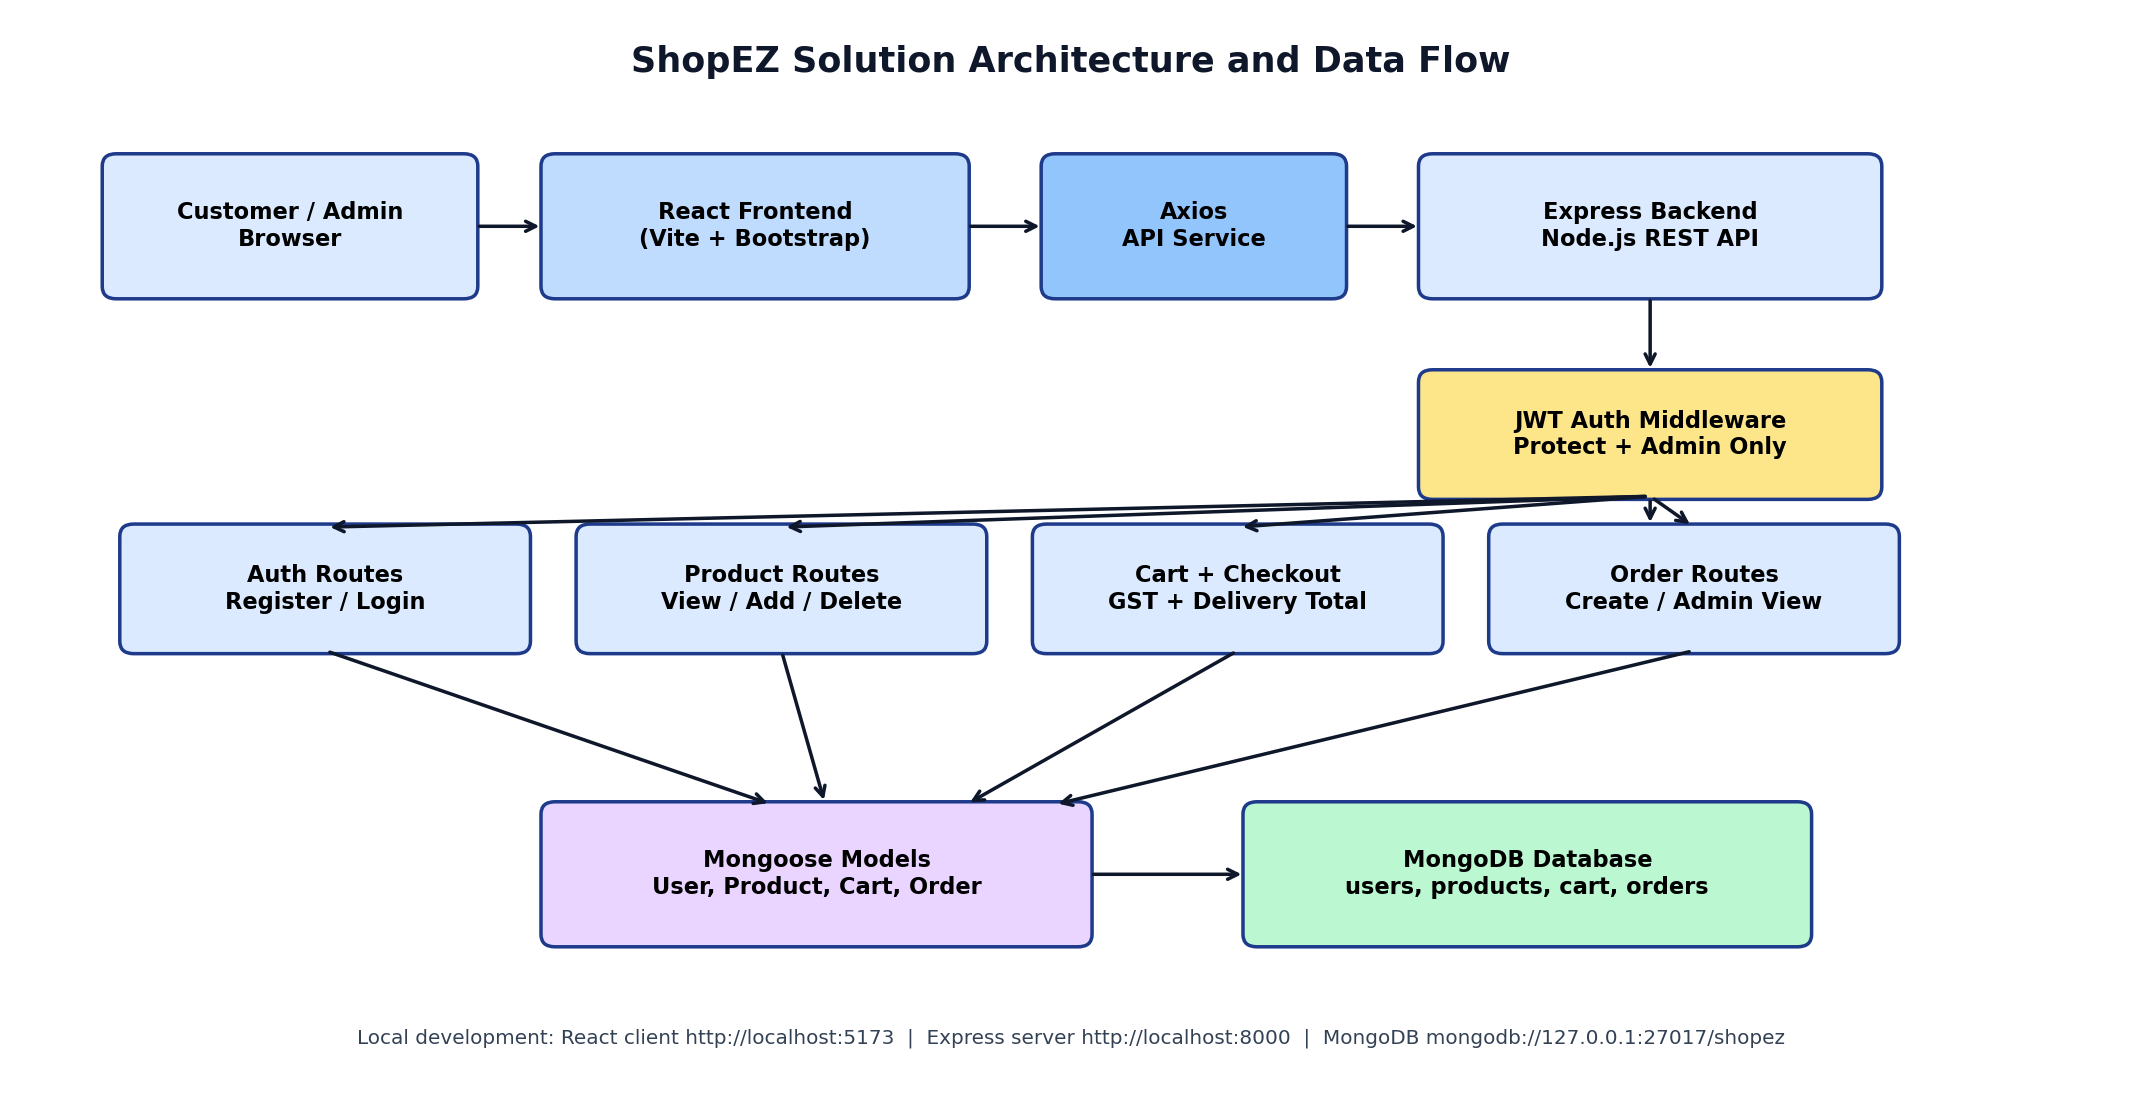 ShopEZ Solution Architecture and Data Flow
Customer / Admin
Browser
React Frontend
(Vite + Bootstrap)
Axios
API Service
Express Backend
Node.js REST API
JWT Auth Middleware
Protect + Admin Only
Auth Routes
Register / Login
Product Routes
View / Add / Delete
Cart + Checkout
GST + Delivery Total
Order Routes
Create / Admin View
Mongoose Models
User, Product, Cart, Order
MongoDB Database
users, products, cart, orders
Local development: React client http://localhost:5173 | Express server http://localhost:8000 | MongoDB mongodb://127.0.0.1:27017/shopez